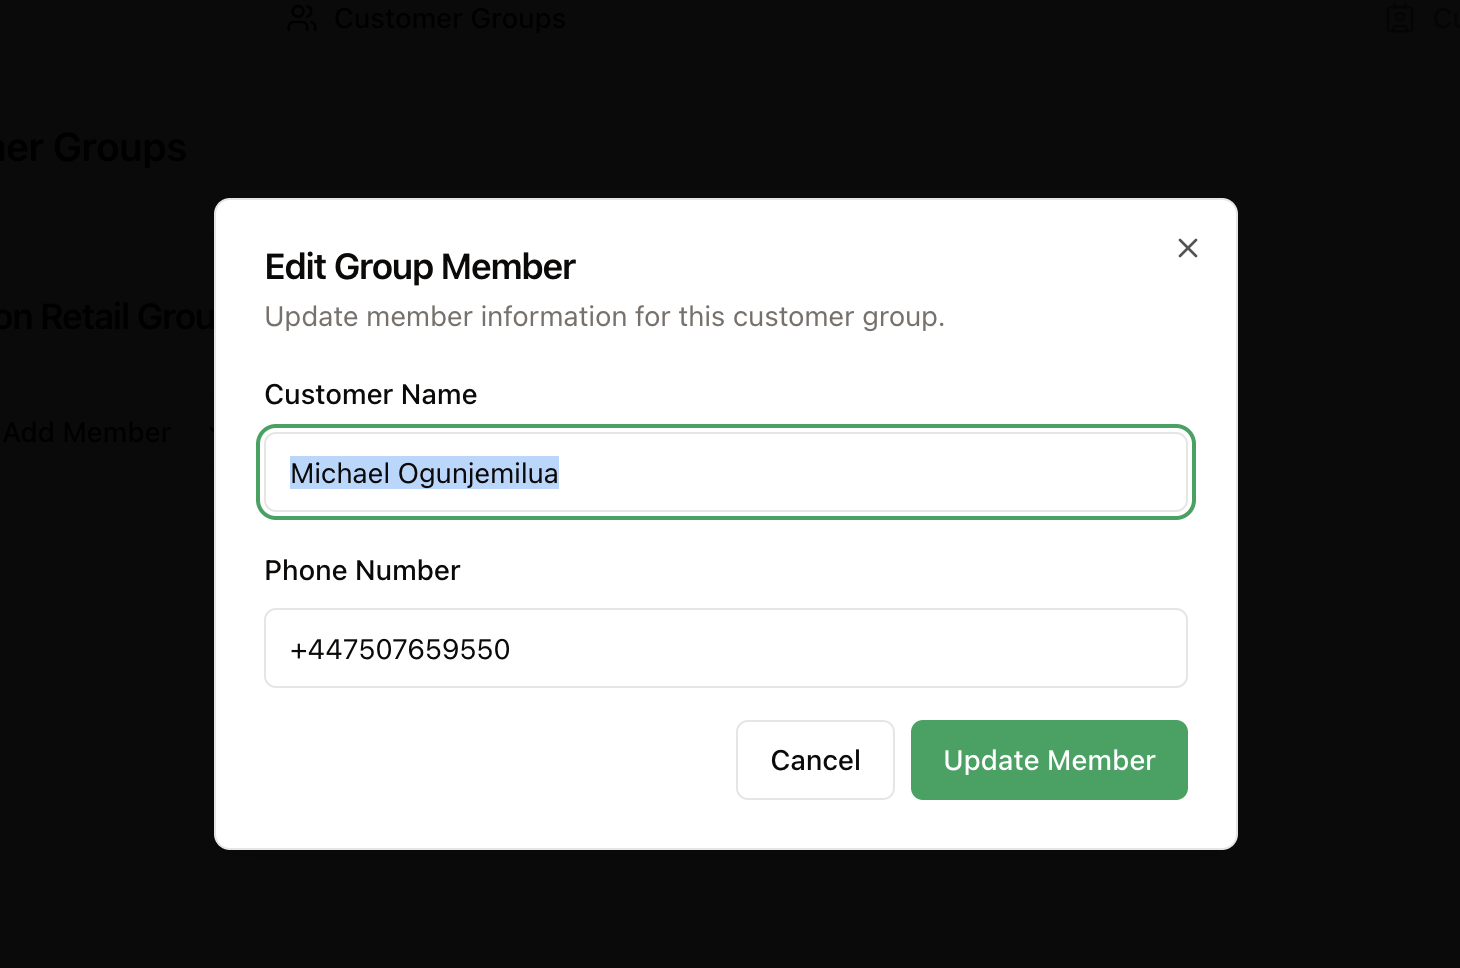 Customer Groups
er Groups
on Retail Grou
Add Member
Edit Group Member
Update member information for this customer group.
Customer Name
Michael Ogunjemilua
Phone Number
+447507659550
Cancel
Update Member